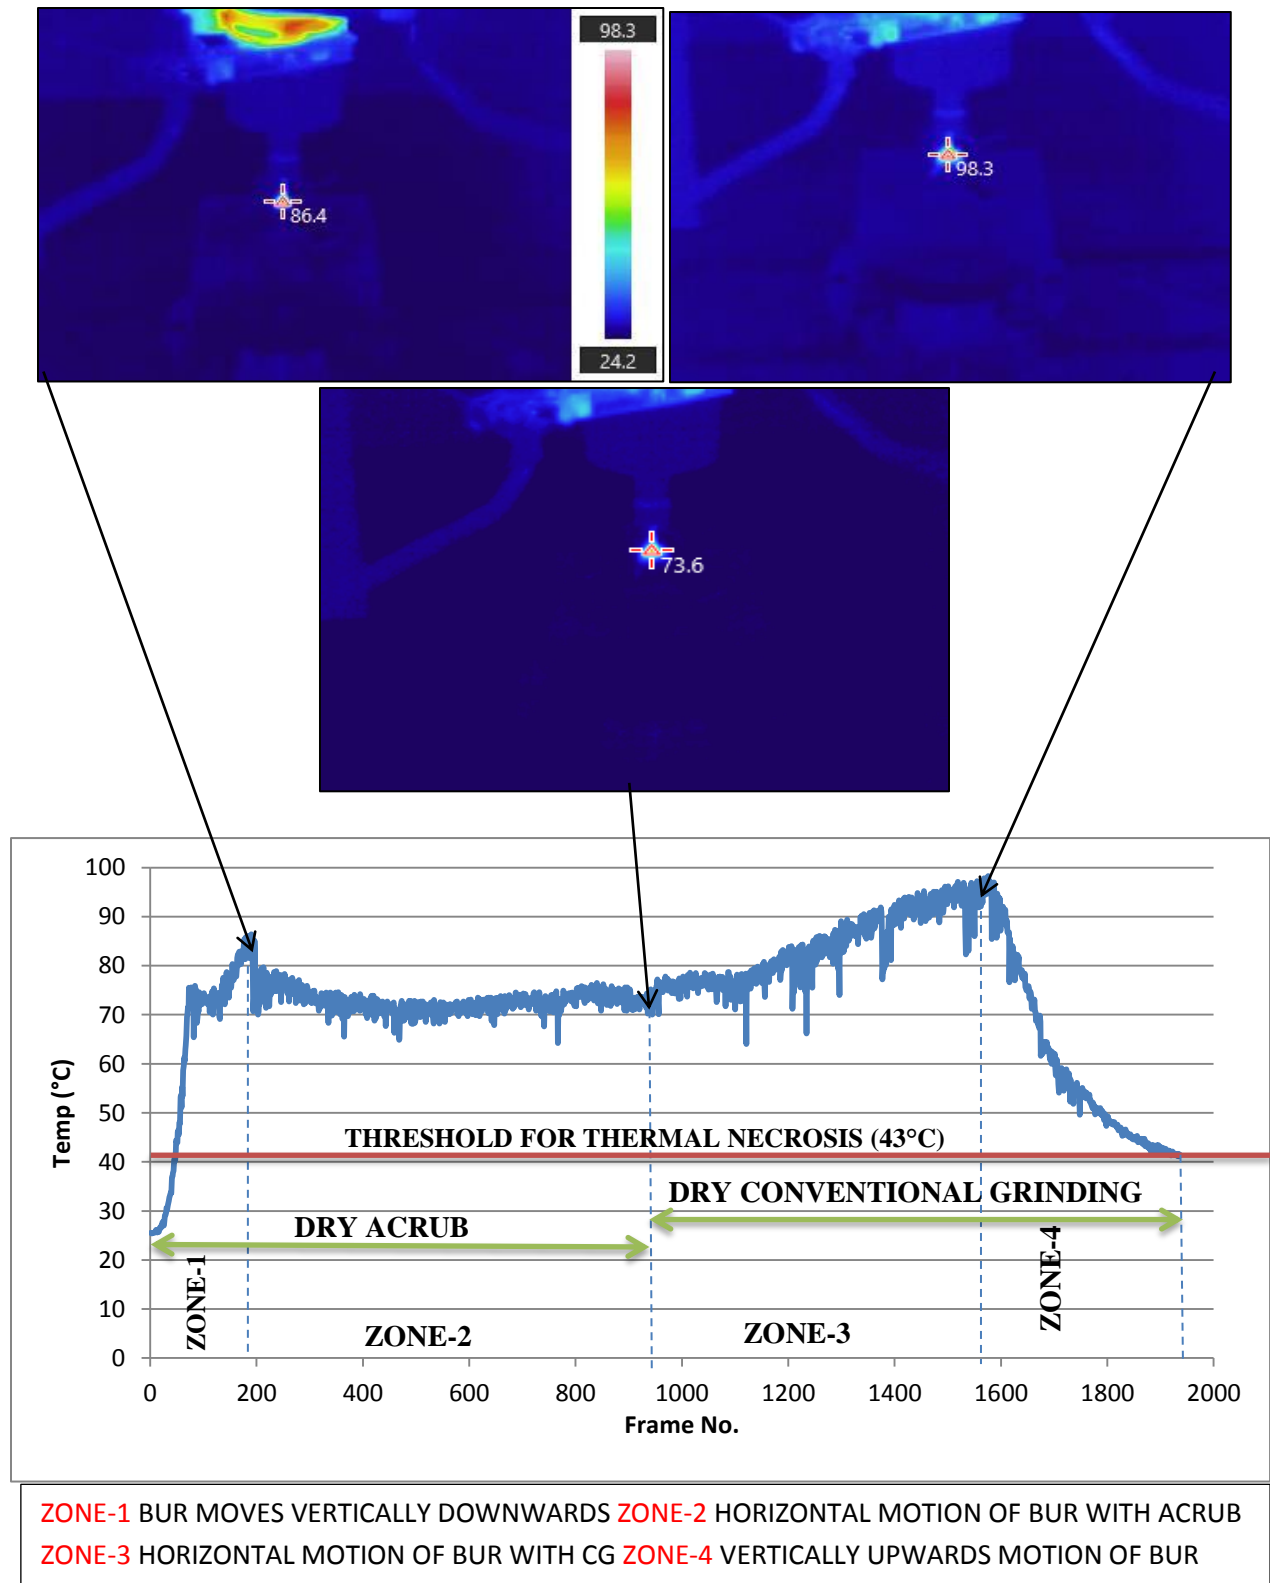 98.3
24.2
86.4
98.3
73.6
100
90
80
70
60
50
40
30
20
10
0
Temp (°C)
THRESHOLD FOR THERMAL NECROSIS (43°C)
DRY CONVENTIONAL GRINDING
DRY ACRUB
ZONE-1
ZONE-2
ZONE-3
ZONE-4
0 200 400 600 800 1000 1200 1400 1600 1800 2000
Frame No.
ZONE-1 BUR MOVES VERTICALLY DOWNWARDS ZONE-2 HORIZONTAL MOTION OF BUR WITH ACRUB
ZONE-3 HORIZONTAL MOTION OF BUR WITH CG ZONE-4 VERTICALLY UPWARDS MOTION OF BUR